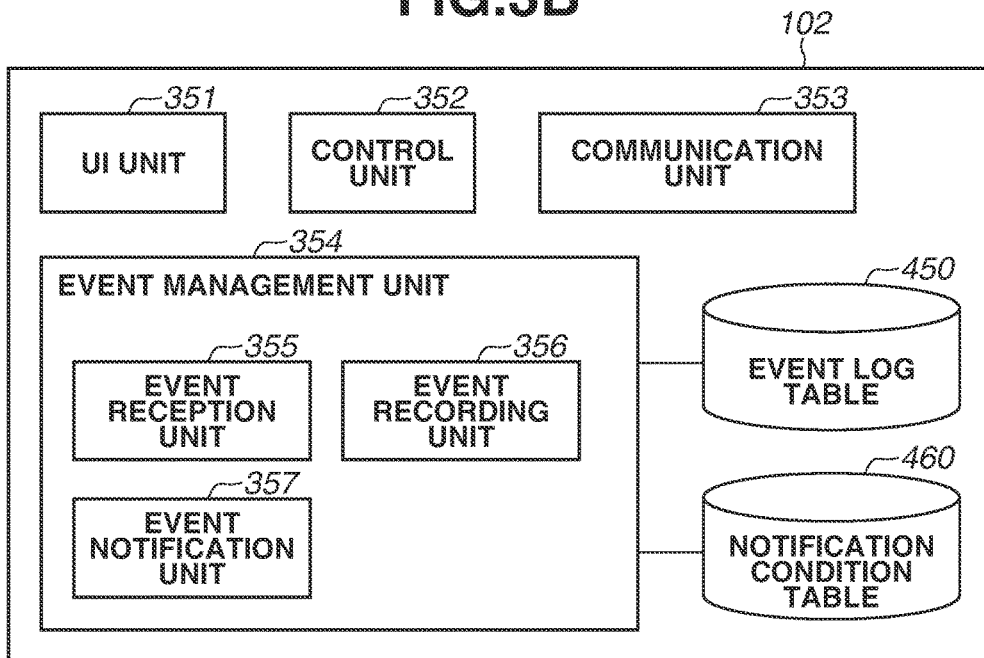 FIG.3B
102
351
352
353
UI UNIT
CONTROL
UNIT
COMMUNICATION
UNIT
354
EVENT MANAGEMENT UNIT
355
356
EVENT
RECEPTION
UNIT
EVENT
RECORDING
UNIT
357
EVENT
NOTIFICATION
UNIT
450
EVENT LOG
TABLE
460
NOTIFICATION
CONDITION
TABLE